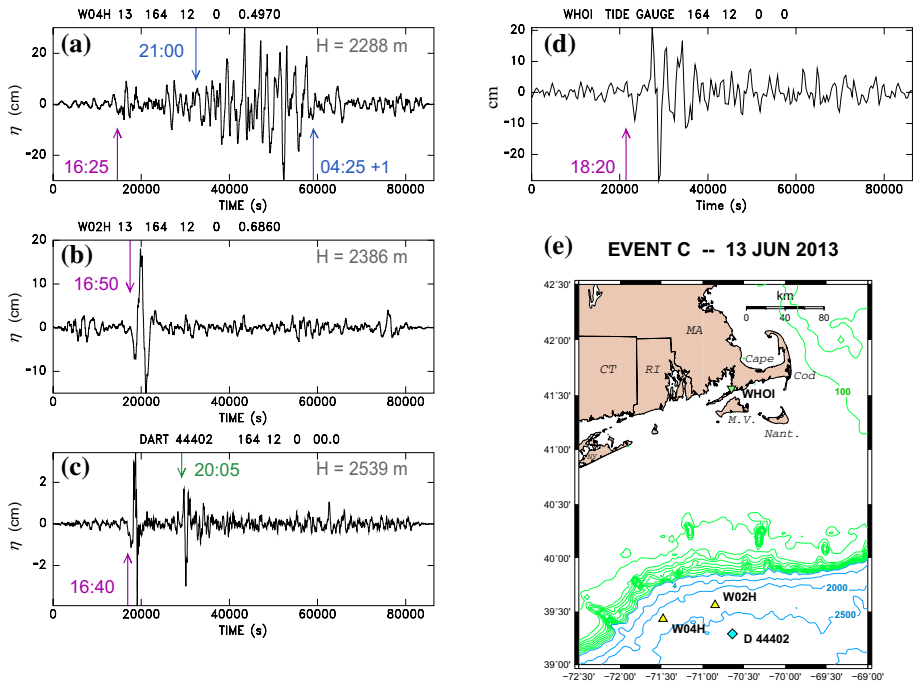 WO4H 13 164 12 0 0.4970
(a)
21:00
H = 2288 m
η (cm)
20
0
−20
16:25
04:25 +1
0 20000 40000 60000 80000
TIME (s)
WO2H 13 164 12 0 0.6860
(b)
H = 2386 m
16:50
η (cm)
20
10
0
−10
0 20000 40000 60000 80000
TIME (s)
DART 44402 164 12 0 00.0
(c)
20:05
H = 2539 m
η (cm)
2
0
−2
16:40
0 20000 40000 60000 80000
TIME (s)
WHOI TIDE GAUGE 164 12 0 0
(d)
cm
20
10
0
−10
−20
18:20
0 20000 40000 60000 80000
Time (s)
(e) EVENT C -- 13 JUN 2013
42°30'
42°00'
41°30'
41°00'
40°30'
40°00'
39°30'
39°00'
km
0 40 80
MA
Cape
Cod
CT
RI
WHOI
100
M.V.
Nant.
2000
2500
W02H
W04H
D 44402
−72°30' −72°00' −71°30' −71°00' −70°30' −70°00' −69°30' −69°00'